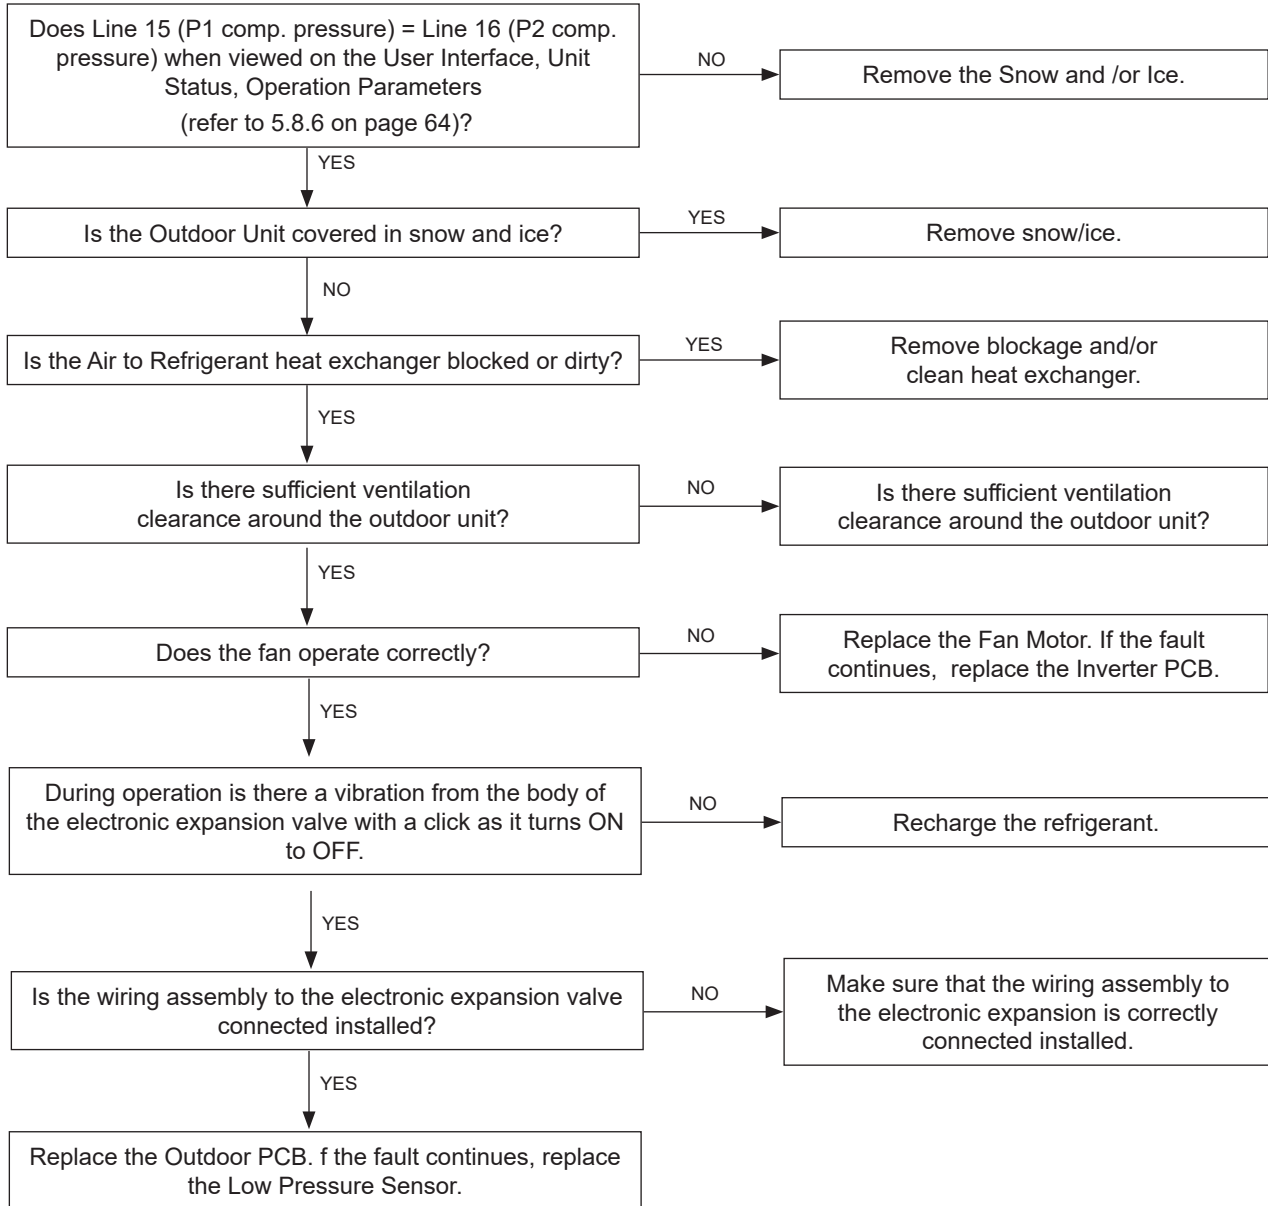 Does Line 15 (P1 comp. pressure) = Line 16 (P2 comp.
pressure) when viewed on the User Interface, Unit
Status, Operation Parameters
(refer to 5.8.6 on page 64)?
NO
Remove the Snow and /or Ice.
YES
Is the Outdoor Unit covered in snow and ice?
YES
Remove snow/ice.
NO
Is the Air to Refrigerant heat exchanger blocked or dirty?
YES
Remove blockage and/or
clean heat exchanger.
YES
Is there sufficient ventilation
clearance around the outdoor unit?
NO
Is there sufficient ventilation
clearance around the outdoor unit?
YES
Does the fan operate correctly?
NO
Replace the Fan Motor. If the fault
continues,  replace the Inverter PCB.
YES
During operation is there a vibration from the body of
the electronic expansion valve with a click as it turns ON
to OFF.
NO
Recharge the refrigerant.
YES
Is the wiring assembly to the electronic expansion valve
connected installed?
NO
Make sure that the wiring assembly to
the electronic expansion is correctly
connected installed.
YES
Replace the Outdoor PCB. f the fault continues, replace
the Low Pressure Sensor.